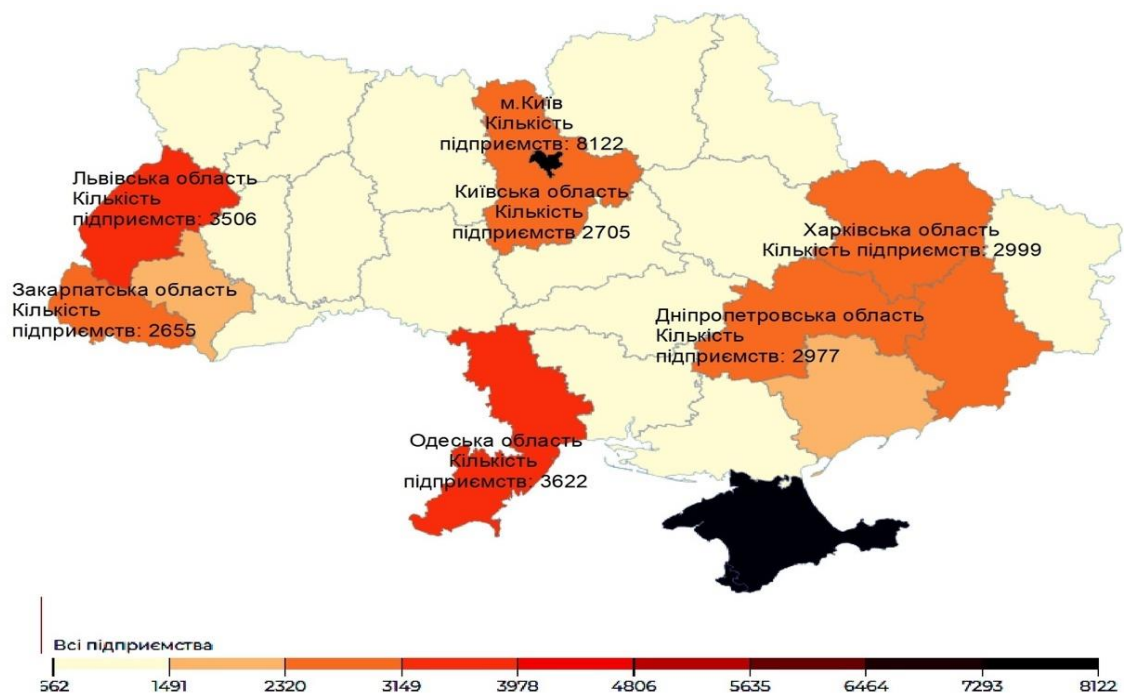 м.Київ
Кількість
підприємств: 8122
Львівська область
Кількість
підприємств: 3506
Київська область
Кількість
підприємств 2705
Харківська область
Кількість підприємств: 2999
Закарпатська область
Кількість
підприємств: 2655
Дніпропетровська область
Кількість
підприємств: 2977
Одеська область
Кількість
підприємств: 3622
Всі підприємства
562 1491 2320 3149 3978 4806 5635 6464 7293 8122